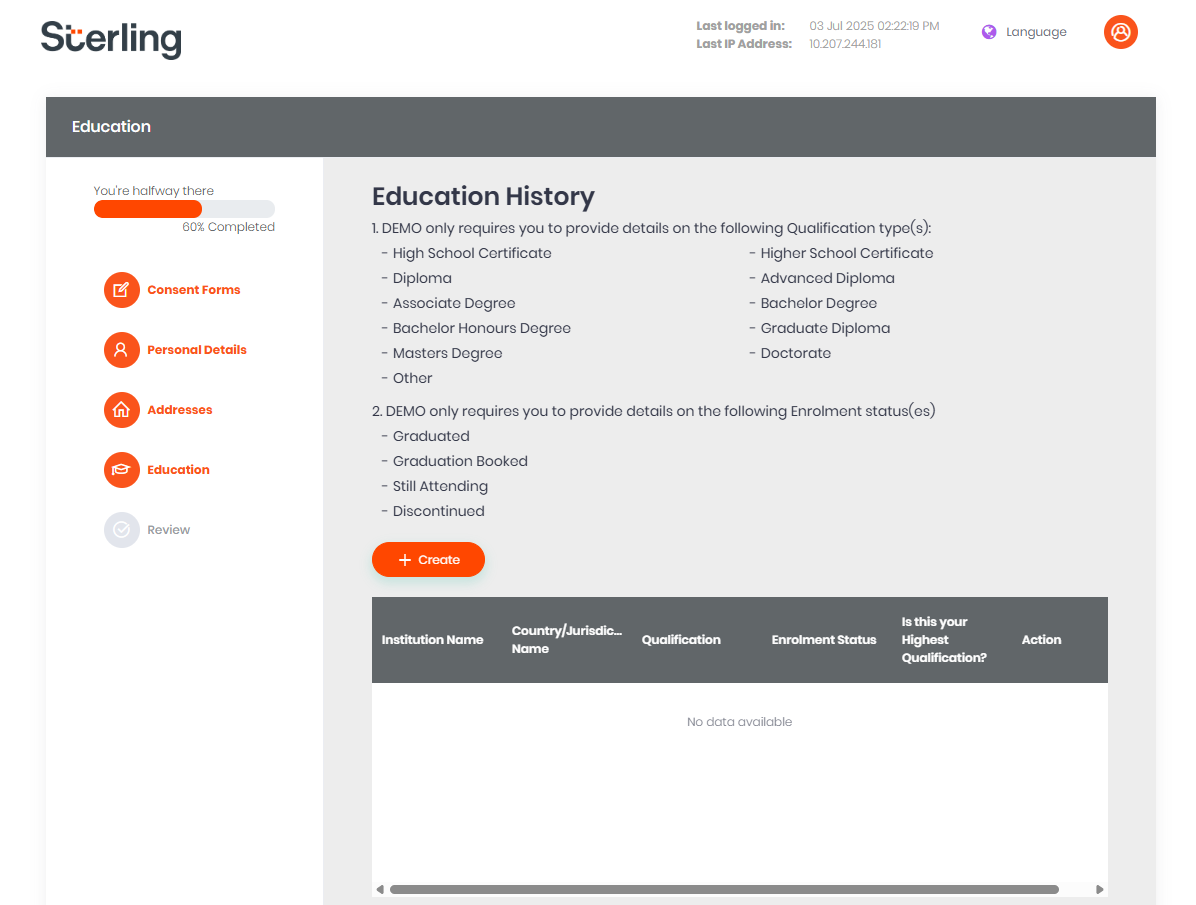 Sterling
Last logged in: 03 Jul 2025 02:22:19 PM
Last IP Address: 10.207.244.181
Language
Education
You're halfway there
60% Completed
Consent Forms
Personal Details
Addresses
Education
Review
Education History
1. DEMO only requires you to provide details on the following Qualification type(s):
- High School Certificate
- Higher School Certificate
- Diploma
- Advanced Diploma
- Associate Degree
- Bachelor Degree
- Bachelor Honours Degree
- Graduate Diploma
- Masters Degree
- Doctorate
- Other
2. DEMO only requires you to provide details on the following Enrolment status(es)
- Graduated
- Graduation Booked
- Still Attending
- Discontinued
+ Create
Institution Name
Country/Jurisdic...
Name
Qualification
Enrolment Status
Is this your
Highest
Qualification?
Action
No data available